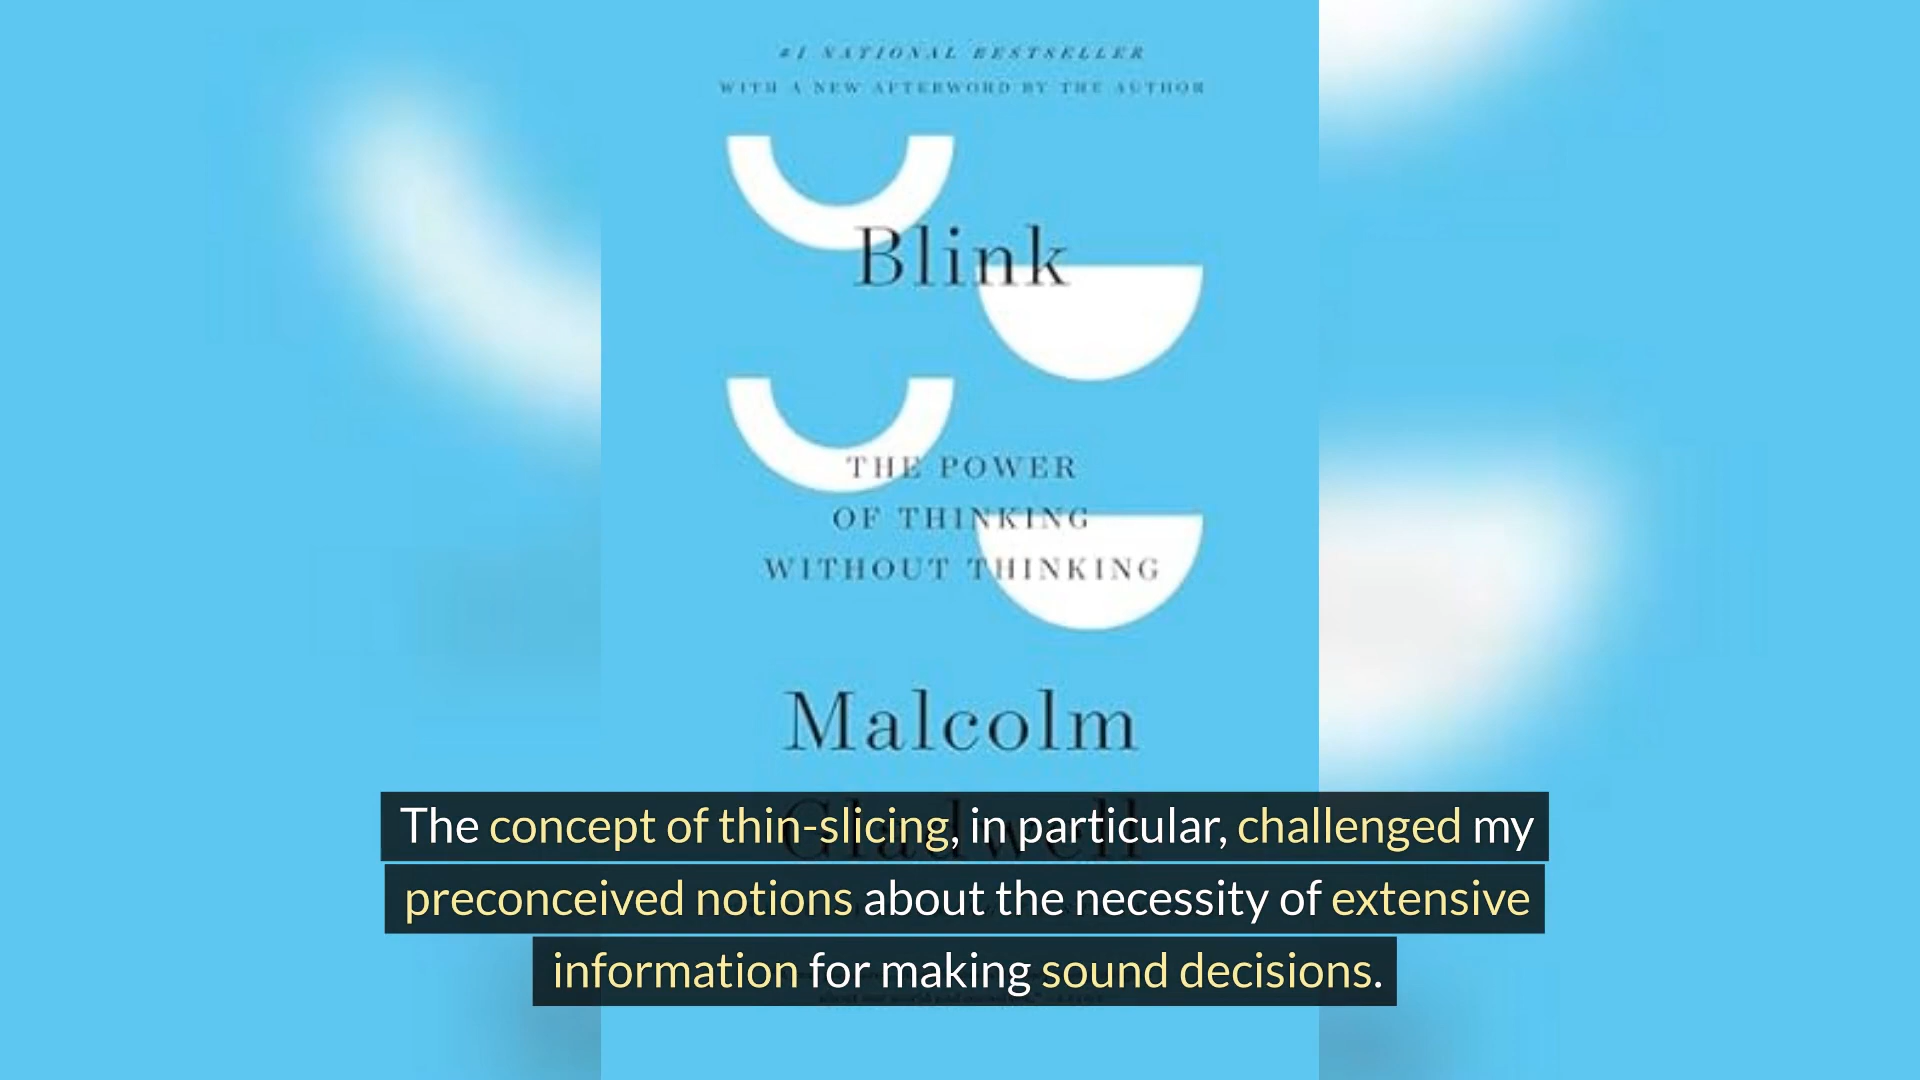 #1 NATIONAL BESTSELLER
WITH A NEW AFTERWORD BY THE AUTHOR
Blink
THE POWER
OF THINKING
WITHOUT THINKING
Malcolm
Gladwell
The concept of thin-slicing, in particular, challenged my
preconceived notions about the necessity of extensive
information for making sound decisions.